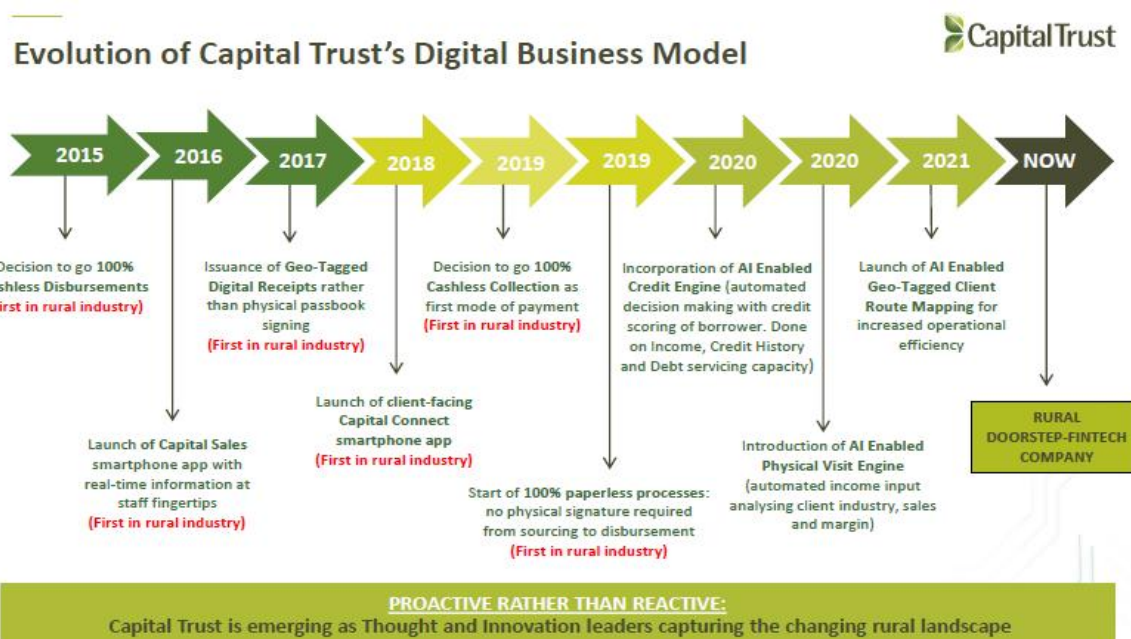 Evolution of Capital Trust's Digital Business Model
CapitalTrust
2015
2016
2017
2018
2019
2019
2020
2020
2021
NOW
Decision to go 100%
Cashless Disbursements
(First in rural industry)
Launch of Capital Sales
smartphone app with
real-time information at
staff fingertips
(First in rural industry)
Issuance of Geo-Tagged
Digital Receipts rather
than physical passbook
signing
(First in rural industry)
Launch of client-facing
Capital Connect
smartphone app
(First in rural industry)
Decision to go 100%
Cashless Collection as
first mode of payment
(First in rural industry)
Start of 100% paperless processes:
no physical signature required
from sourcing to disbursement
(First in rural industry)
Incorporation of AI Enabled
Credit Engine (automated
decision making with credit
scoring of borrower. Done
on Income, Credit History
and Debt servicing capacity)
Introduction of AI Enabled
Physical Visit Engine
(automated income input
analysing client industry, sales
and margin)
Launch of AI Enabled
Geo-Tagged Client
Route Mapping for
increased operational
efficiency
RURAL
DOORSTEP-FINTECH
COMPANY
PROACTIVE RATHER THAN REACTIVE:
Capital Trust is emerging as Thought and Innovation leaders capturing the changing rural landscape